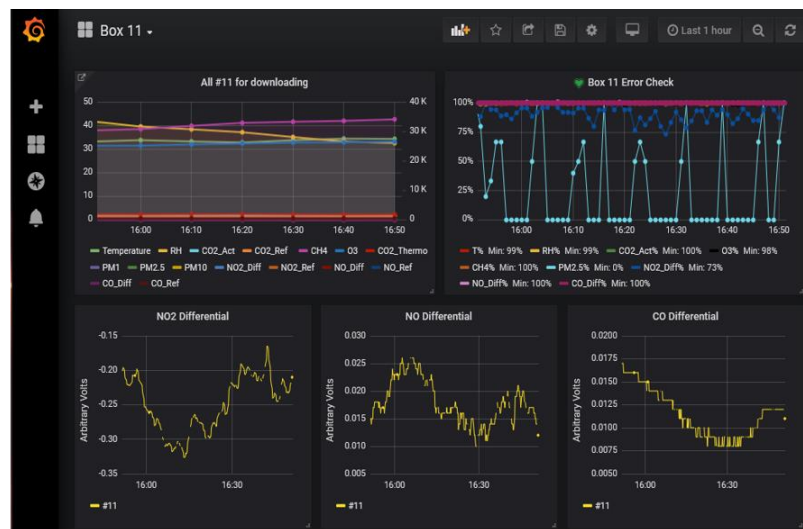 Box 11
Last 1 hour
All #11 for downloading
50
40
30
20
10
0
40 K
30 K
20 K
10 K
0
16:00 16:10 16:20 16:30 16:40 16:50
Temperature RH CO2_Act CO2_Ref CH4 O3 CO2_Thermo
PM1 PM2.5 PM10 NO2_Diff NO2_Ref NO_Diff NO_Ref
CO_Diff CO_Ref
Box 11 Error Check
100%
75%
50%
25%
0%
16:00 16:10 16:20 16:30 16:40 16:50
T% Min: 99% RH% Min: 99% CO2_Act% Min: 100% O3% Min: 98%
CH4% Min: 100% PM2.5% Min: 0% NO2_Diff% Min: 73%
NO_Diff% Min: 100% CO_Diff% Min: 100%
NO2 Differential
Arbitrary Volts
-0.15
-0.20
-0.25
-0.30
-0.35
16:00 16:30
#11
NO Differential
Arbitrary Volts
0.030
0.025
0.020
0.015
0.010
0.005
16:00 16:30
#11
CO Differential
Arbitrary Volts
0.0200
0.0175
0.0150
0.0125
0.0100
0.0075
0.0050
16:00 16:30
#11